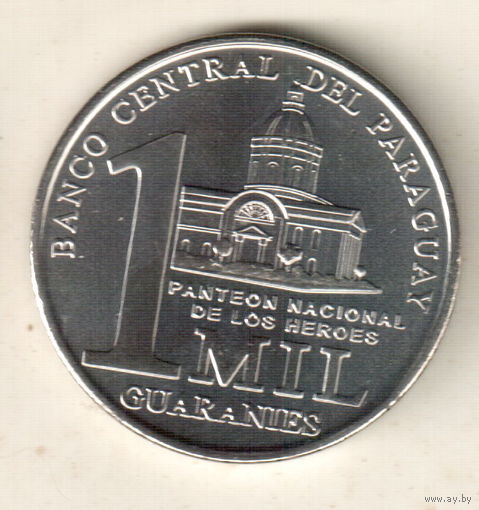 BANCO CENTRAL DEL PARAGUAY
PANTEON NACIONAL
DE LOS HEROES
1 MIL
GUARANIES
www.ay.by